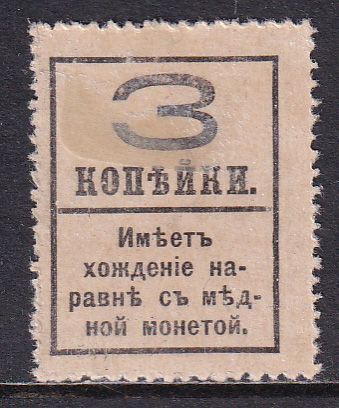 3
КОПѢЙКИ.
Имѣетъ
хожденіе на-
равнѣ съ мѣд-
ной монетой.